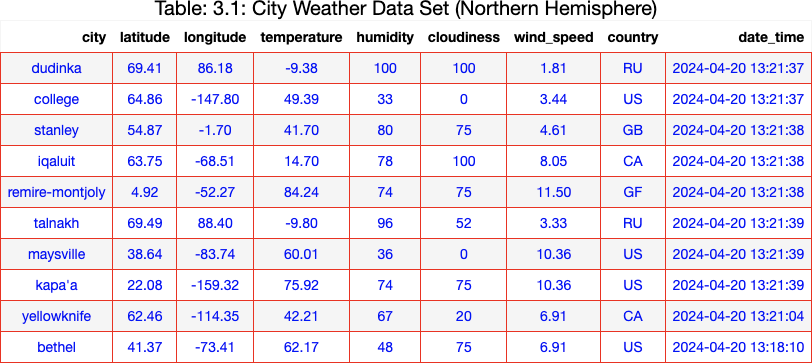 Table: 3.1: City Weather Data Set (Northern Hemisphere)
city latitude longitude temperature humidity cloudiness wind_speed country date_time
dudinka 69.41 86.18 -9.38 100 100 1.81 RU 2024-04-20 13:21:37
college 64.86 -147.80 49.39 33 0 3.44 US 2024-04-20 13:21:37
stanley 54.87 -1.70 41.70 80 75 4.61 GB 2024-04-20 13:21:38
iqaluit 63.75 -68.51 14.70 78 100 8.05 CA 2024-04-20 13:21:38
remire-montjoly 4.92 -52.27 84.24 74 75 11.50 GF 2024-04-20 13:21:38
talnakh 69.49 88.40 -9.80 96 52 3.33 RU 2024-04-20 13:21:39
maysville 38.64 -83.74 60.01 36 0 10.36 US 2024-04-20 13:21:39
kapa'a 22.08 -159.32 75.92 74 75 10.36 US 2024-04-20 13:21:39
yellowknife 62.46 -114.35 42.21 67 20 6.91 CA 2024-04-20 13:21:04
bethel 41.37 -73.41 62.17 48 75 6.91 US 2024-04-20 13:18:10